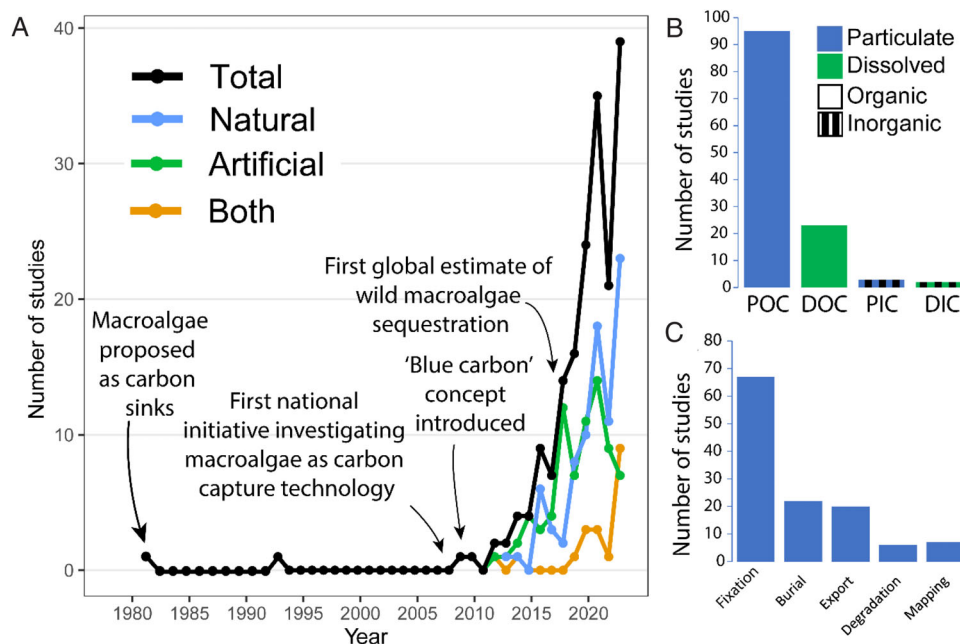 A
Number of studies
40
30
20
10
0
Total
Natural
Artificial
Both
Macroalgae
proposed
as carbon
sinks
First national
initiative investigating
macroalgae as carbon
capture technology
'Blue carbon'
concept
introduced
First global estimate of
wild macroalgae
sequestration
1980 1985 1990 1995 2000 2005 2010 2015 2020
Year
B
Number of studies
100
90
80
70
60
50
40
30
20
10
0
Particulate
Dissolved
Organic
Inorganic
POC DOC PIC DIC
C
Number of studies
80
70
60
50
40
30
20
10
0
Fixation
Burial
Export
Degradation
Mapping